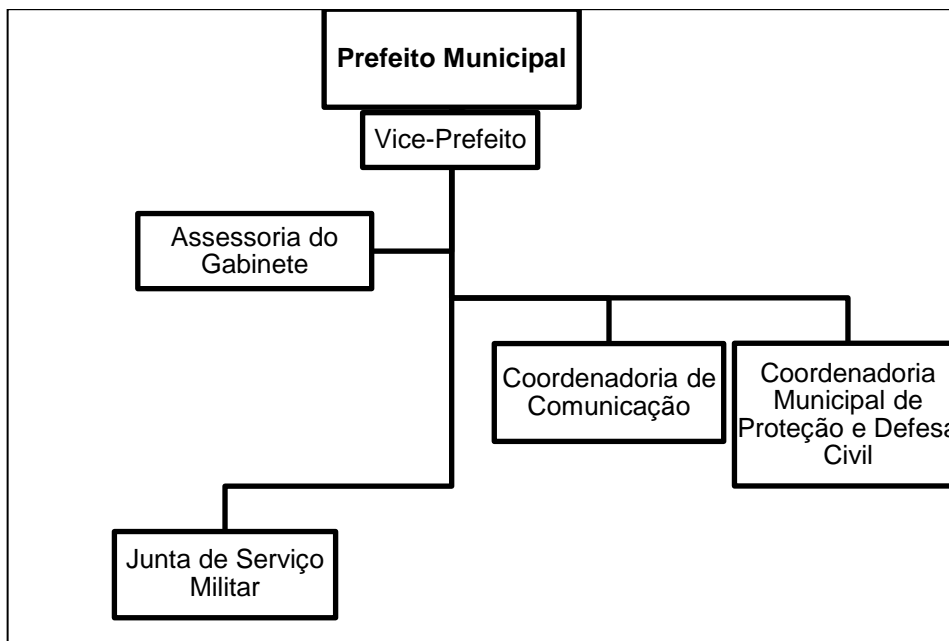 Prefeito Municipal
Vice-Prefeito
Assessoria do
Gabinete
Coordenadoria de
Comunicação
Coordenadoria
Municipal de
Proteção e Defesa
Civil
Junta de Serviço
Militar